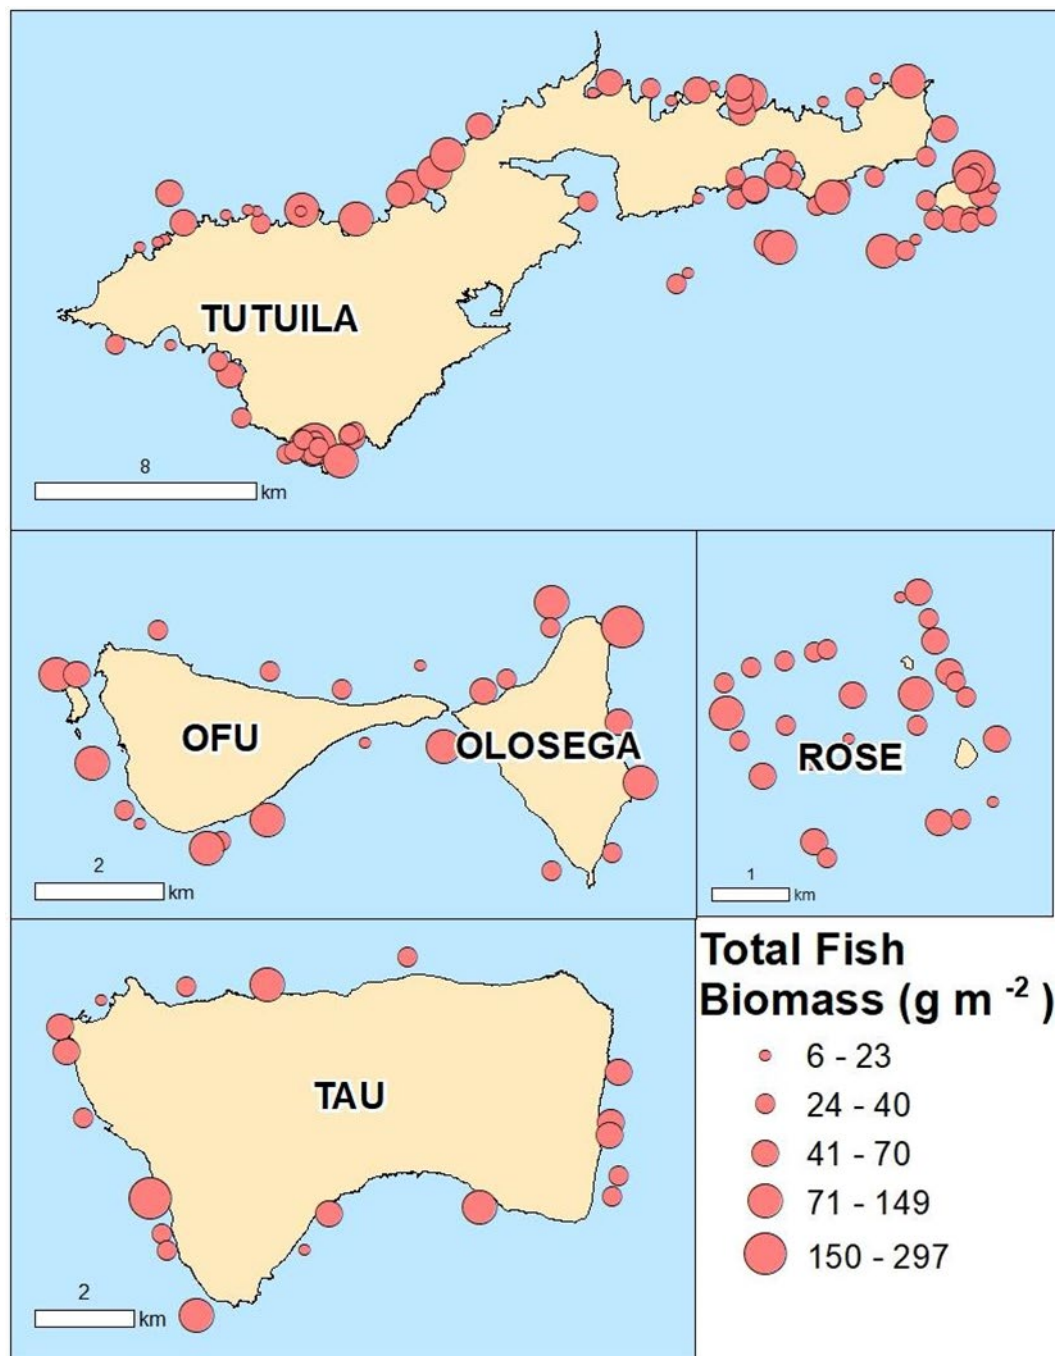 TUTUILA
8
km
OFU
OLOSEGA
2
km
ROSE
1
km
TAU
2
km
Total Fish
Biomass (g m -2 )
6 - 23
24 - 40
41 - 70
71 - 149
150 - 297